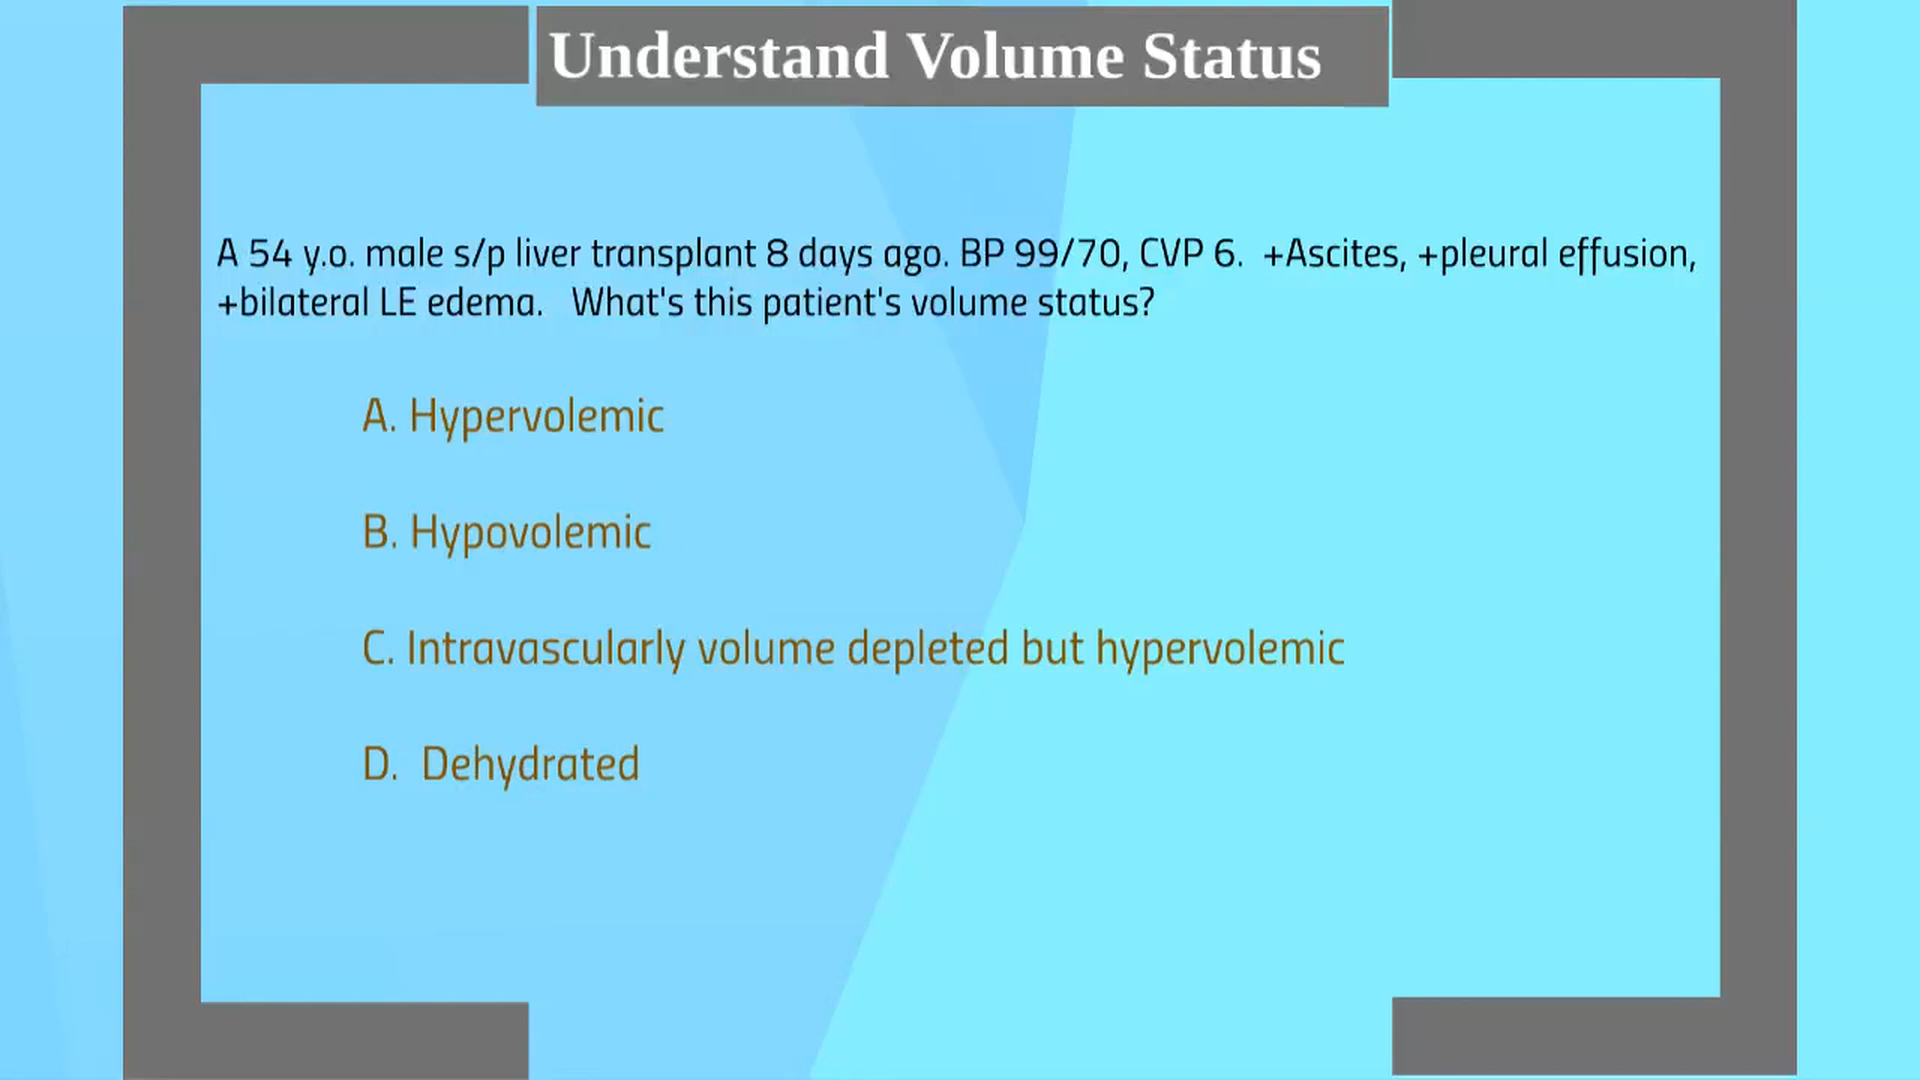 Understand Volume Status
A 54 y.o. male s/p liver transplant 8 days ago. BP 99/70, CVP 6.  +Ascites, +pleural effusion,
+bilateral LE edema.   What's this patient's volume status?
A. Hypervolemic
B. Hypovolemic
C. Intravascularly volume depleted but hypervolemic
D.  Dehydrated